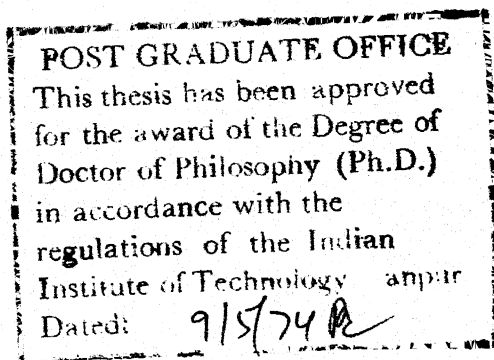 POST GRADUATE OFFICE
This thesis has been approved
for the award of the Degree of
Doctor of Philosophy (Ph.D.)
in accordance with the
regulations of the Indian
Institute of Technology anpur
Dated: 9/5/74